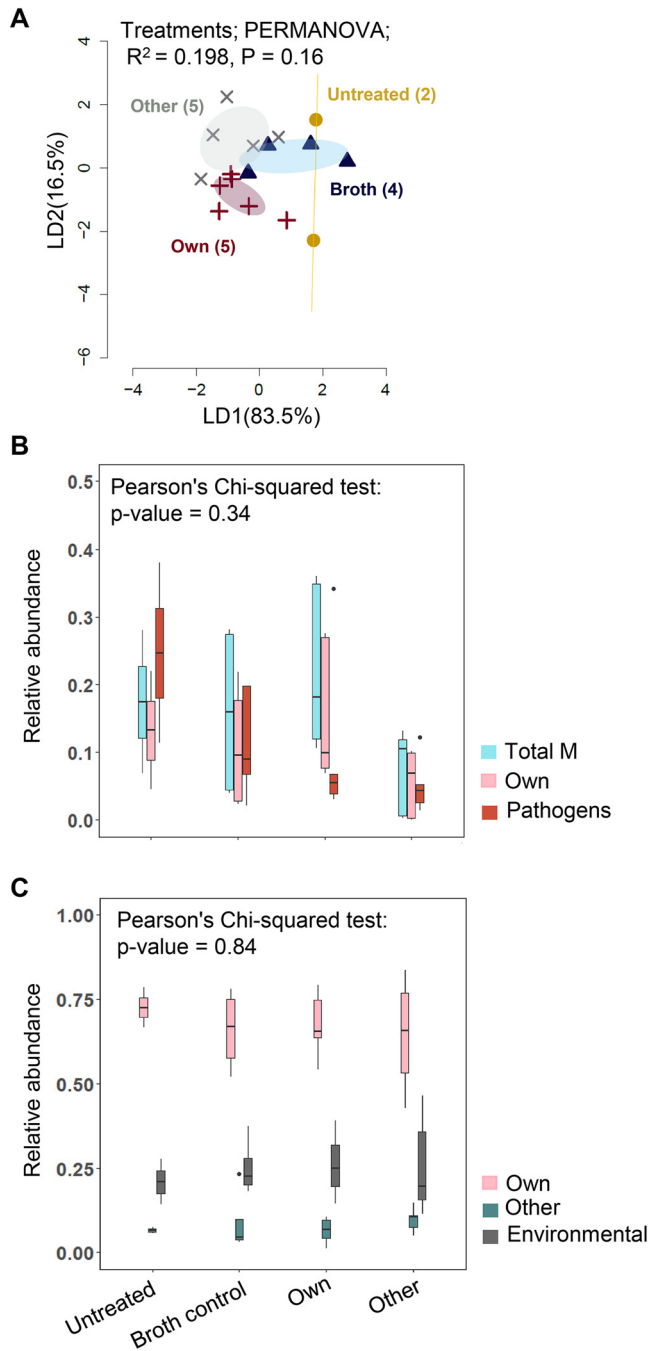 A
Treatments; PERMANOVA;
R² = 0.198, P = 0.16
4
2
0
−2
−4
−6
LD2(16.5%)
Other (5)
Untreated (2)
Broth (4)
Own (5)
−4
−2
0
2
4
LD1(83.5%)
B
Pearson's Chi-squared test:
p-value = 0.34
0.5
0.4
0.3
0.2
0.1
0.0
Relative abundance
Total M
Own
Pathogens
C
Pearson's Chi-squared test:
p-value = 0.84
1.00
0.75
0.50
0.25
0.00
Relative abundance
Own
Other
Environmental
Untreated
Broth control
Own
Other